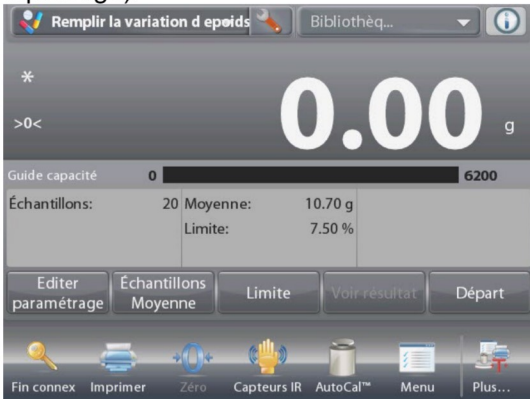 Remplir la variation d epoids
Bibliothèq...
*
>0<
0.00 g
Guide capacité 0 6200
Échantillons: 20 Moyenne: 10.70 g
Limite: 7.50 %
Editer paramétrage
Échantillons Moyenne
Limite
Voir résultat
Départ
Fin connex
Imprimer
Zéro
Capteurs IR
AutoCal™
Menu
Plus...